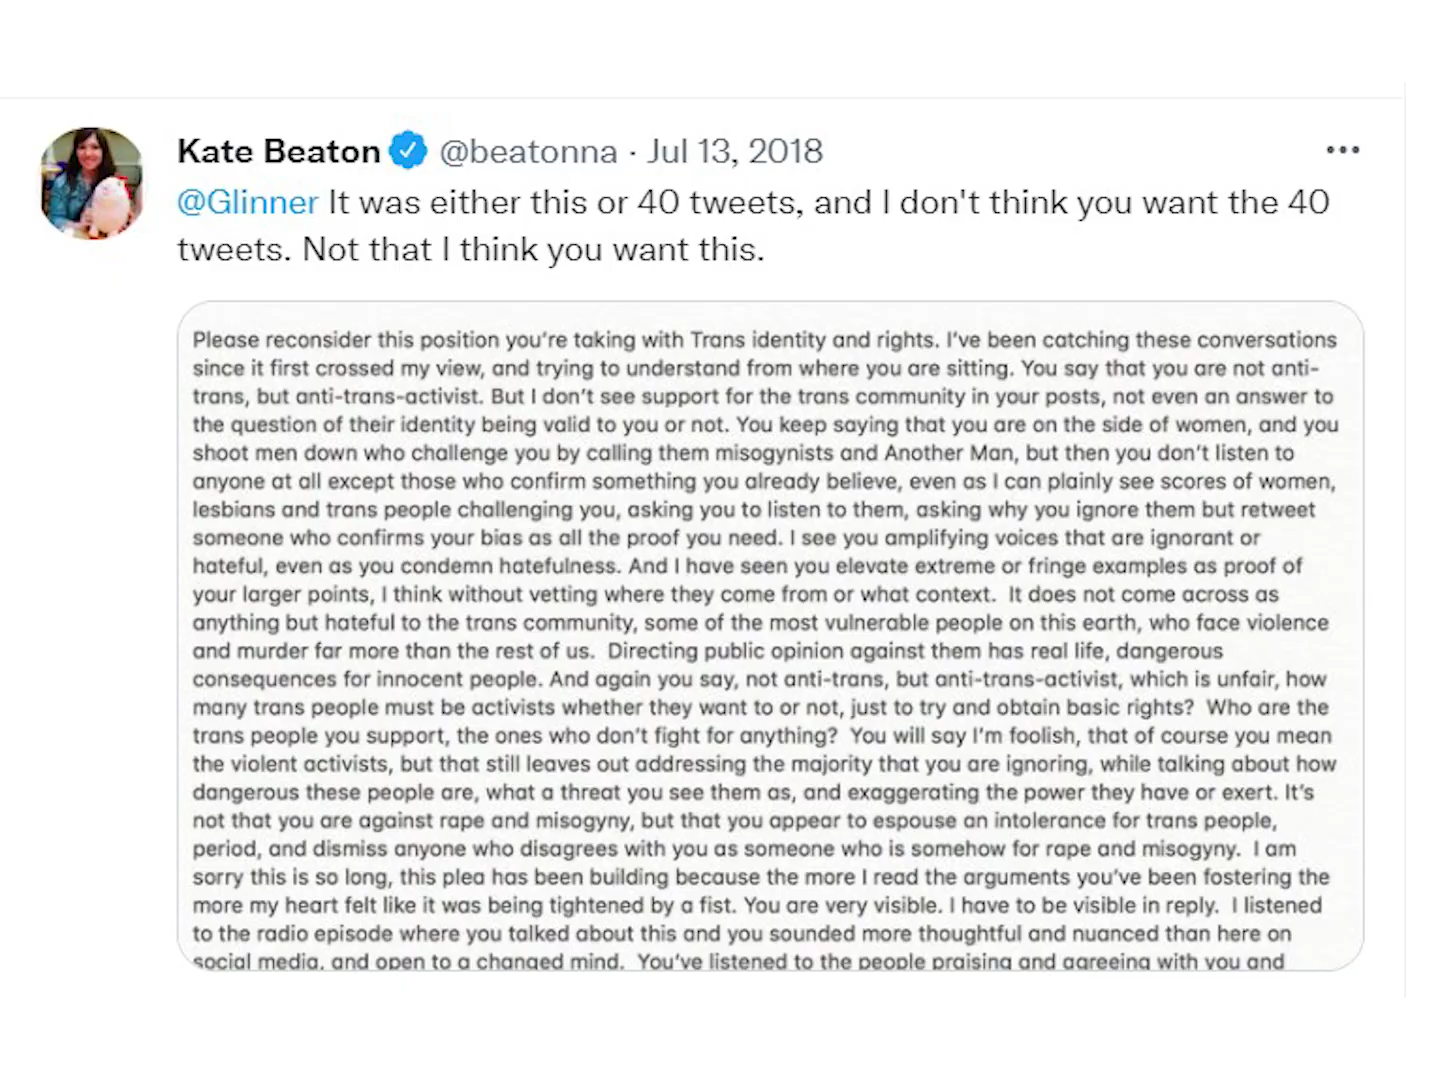 Kate Beaton @beatonna · Jul 13, 2018
@Glinner It was either this or 40 tweets, and I don't think you want the 40
tweets. Not that I think you want this.
Please reconsider this position you're taking with Trans identity and rights. I've been catching these conversations
since it first crossed my view, and trying to understand from where you are sitting. You say that you are not anti-
trans, but anti-trans-activist. But I don't see support for the trans community in your posts, not even an answer to
the question of their identity being valid to you or not. You keep saying that you are on the side of women, and you
shoot men down who challenge you by calling them misogynists and Another Man, but then you don't listen to
anyone at all except those who confirm something you already believe, even as I can plainly see scores of women,
lesbians and trans people challenging you, asking you to listen to them, asking why you ignore them but retweet
someone who confirms your bias as all the proof you need. I see you amplifying voices that are ignorant or
hateful, even as you condemn hatefulness. And I have seen you elevate extreme or fringe examples as proof of
your larger points, I think without vetting where they come from or what context.  It does not come across as
anything but hateful to the trans community, some of the most vulnerable people on this earth, who face violence
and murder far more than the rest of us.  Directing public opinion against them has real life, dangerous
consequences for innocent people. And again you say, not anti-trans, but anti-trans-activist, which is unfair, how
many trans people must be activists whether they want to or not, just to try and obtain basic rights?  Who are the
trans people you support, the ones who don't fight for anything?  You will say I'm foolish, that of course you mean
the violent activists, but that still leaves out addressing the majority that you are ignoring, while talking about how
dangerous these people are, what a threat you see them as, and exaggerating the power they have or exert. It's
not that you are against rape and misogyny, but that you appear to espouse an intolerance for trans people,
period, and dismiss anyone who disagrees with you as someone who is somehow for rape and misogyny.  I am
sorry this is so long, this plea has been building because the more I read the arguments you've been fostering the
more my heart felt like it was being tightened by a fist. You are very visible. I have to be visible in reply.  I listened
to the radio episode where you talked about this and you sounded more thoughtful and nuanced than here on
social media, and open to a changed mind.  You've listened to the people praising and agreeing with you and